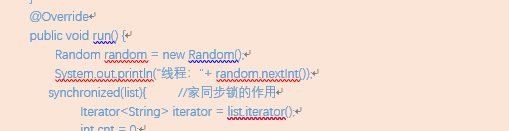 @Override
public void run() {
Random random = new Random();
System.out.println("线程："+ random.nextInt());
synchronized(list){ //家同步锁的作用
Iterator<String> iterator = list.iterator();
int cnt = 0;